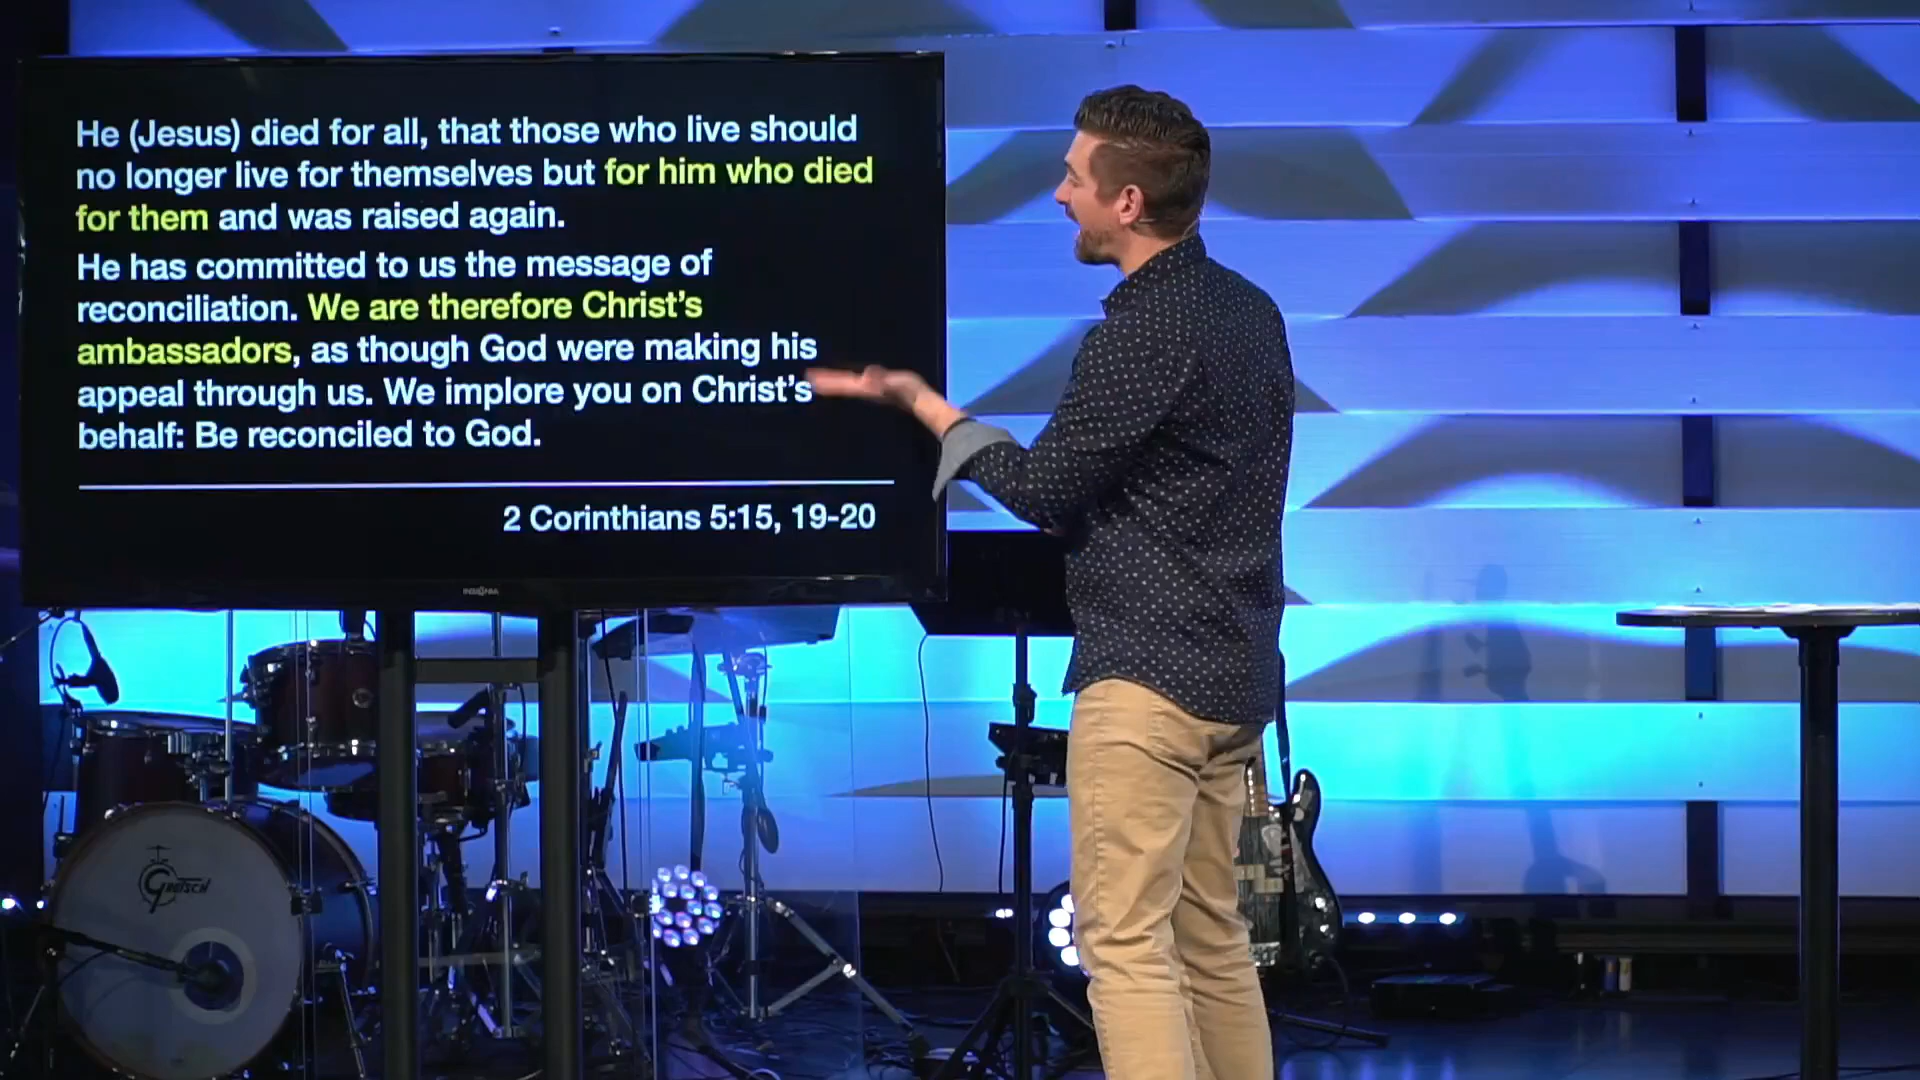 He (Jesus) died for all, that those who live should
no longer live for themselves but for him who died
for them and was raised again.
He has committed to us the message of
reconciliation. We are therefore Christ’s
ambassadors, as though God were making his
appeal through us. We implore you on Christ’s
behalf: Be reconciled to God.
2 Corinthians 5:15, 19-20
INSIGNIA
GRETSCH